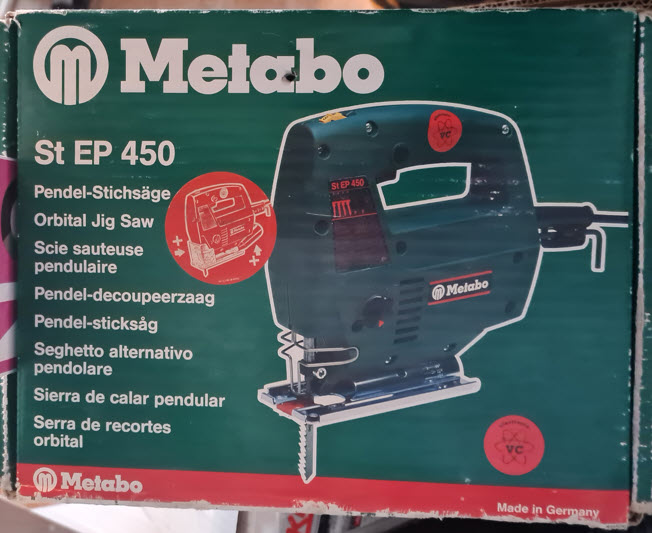 Metabo
St EP 450
Pendel-Stichsäge
Orbital Jig Saw
Scie sauteuse
pendulaire
Pendel-decoupeerzaag
Pendel-sticksåg
Seghetto alternativo
pendolare
Sierra de calar pendular
Serra de recortes
orbital
St EP 450
VC
Metabo
VC
Metabo
Made in Germany